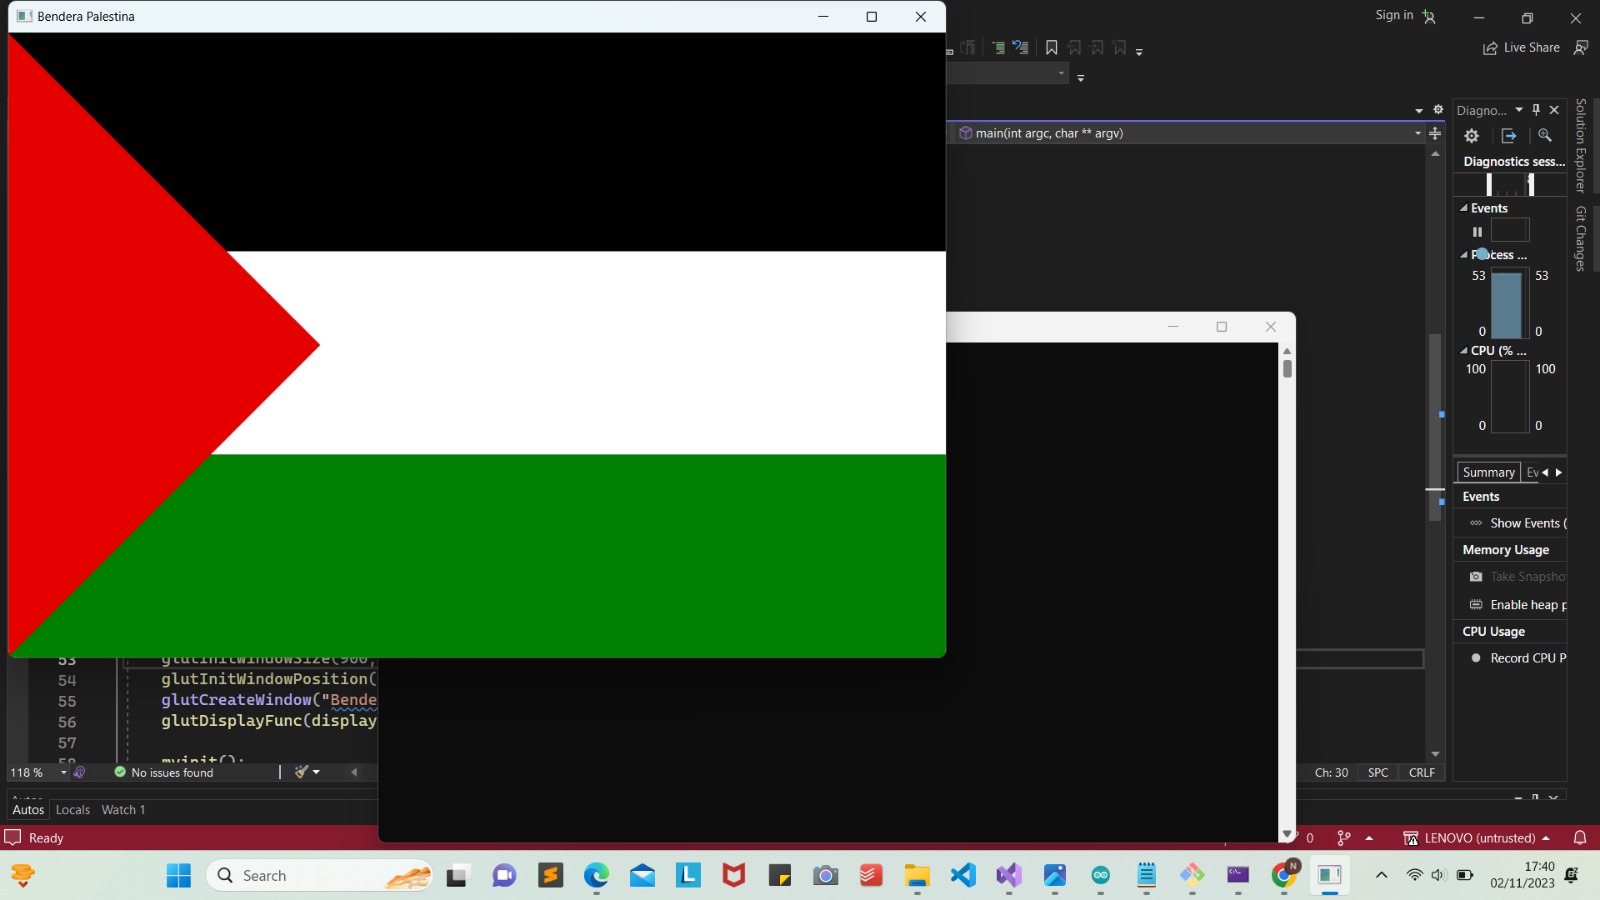 Bendera Palestina
Sign in
Live Share
main(int argc, char ** argv)
Diagno...
Diagnostics sess...
Events
Process ...
53
53
0
0
CPU (% ...
100
100
0
0
Summary
Ev
Events
Show Events (
Memory Usage
Take Snapsho
Enable heap p
CPU Usage
Record CPU P
Solution Explorer
Git Changes
53 glutInitWindowSize(900,
54 glutInitWindowPosition(
55 glutCreateWindow("Bende
56 glutDisplayFunc(display
57
58 myinit();
118 %
No issues found
Ch: 30
SPC
CRLF
Autos
Autos
Locals
Watch 1
Ready
0
LENOVO (untrusted)
Search
N
17:40
02/11/2023